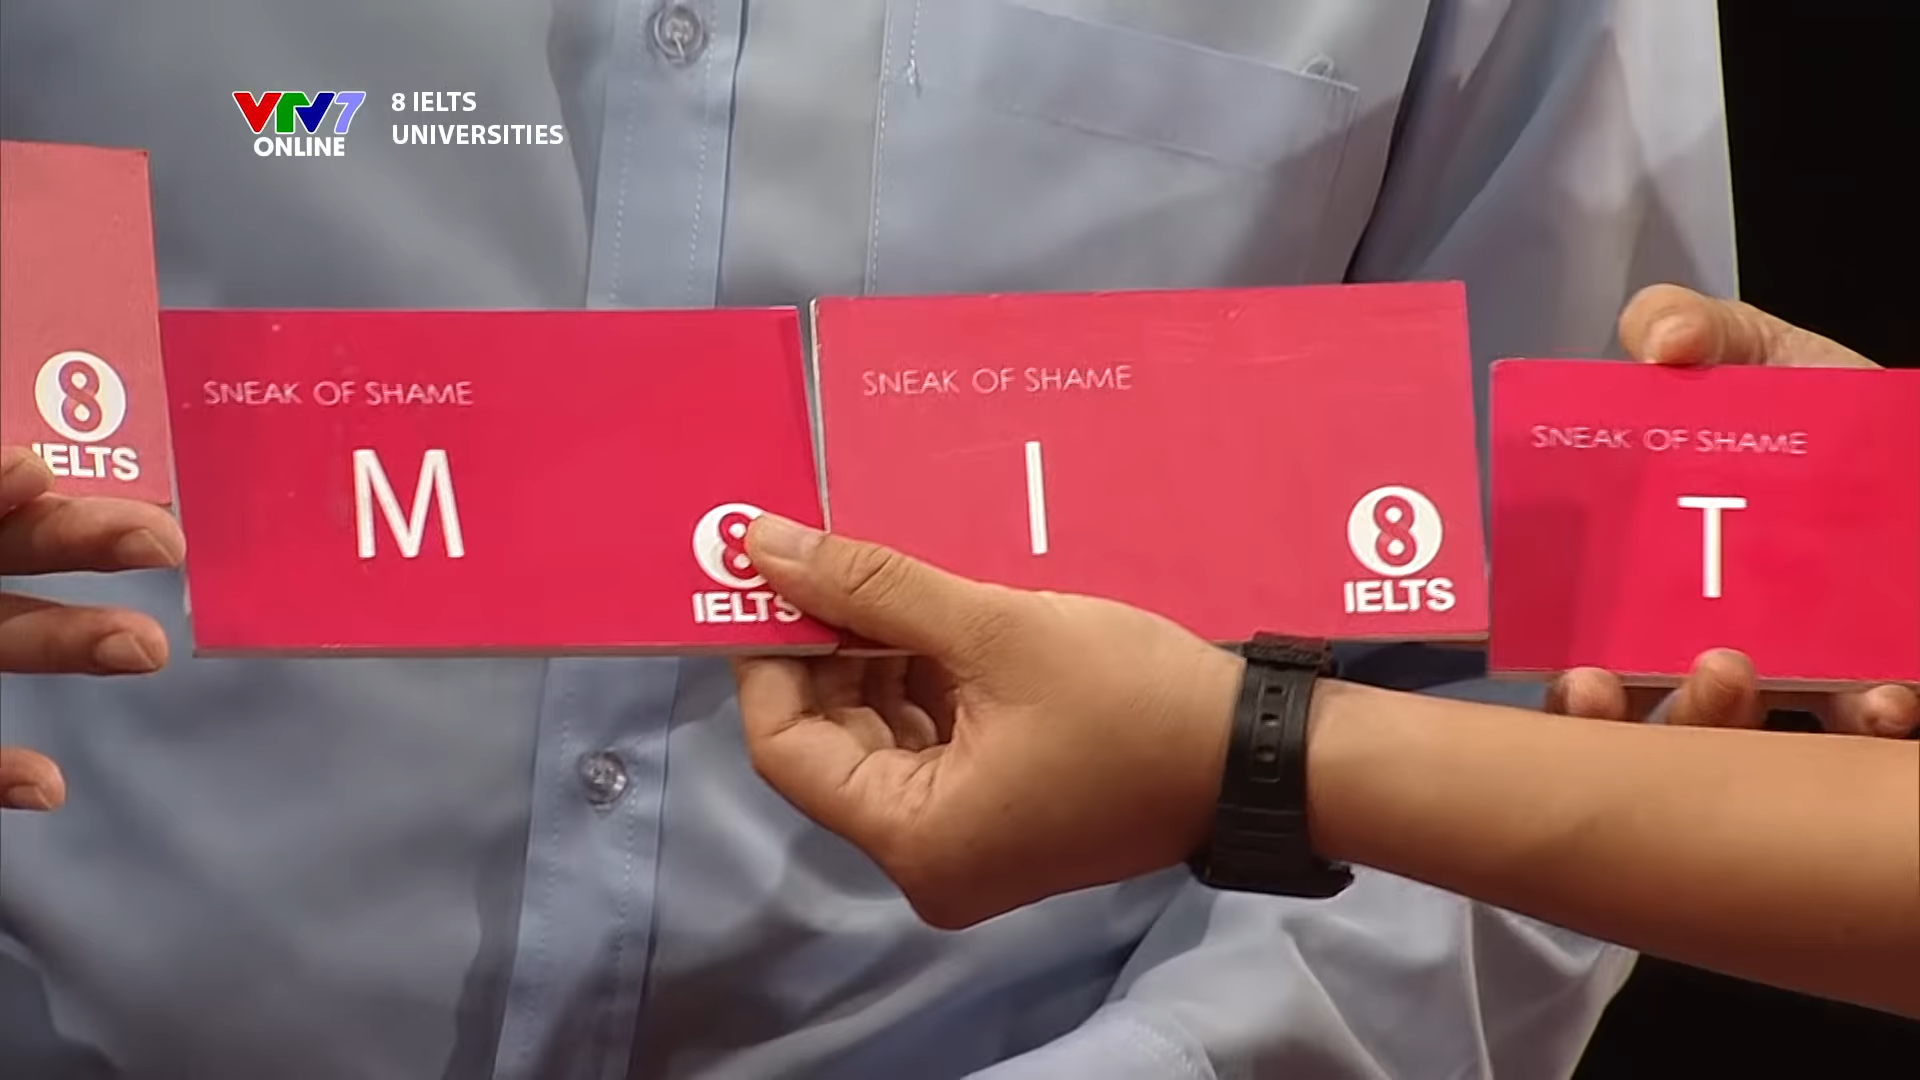 VTV7
ONLINE
8 IELTS
UNIVERSITIES
8
IELTS
SNEAK OF SHAME
M
8
IELTS
SNEAK OF SHAME
I
8
IELTS
SNEAK OF SHAME
T